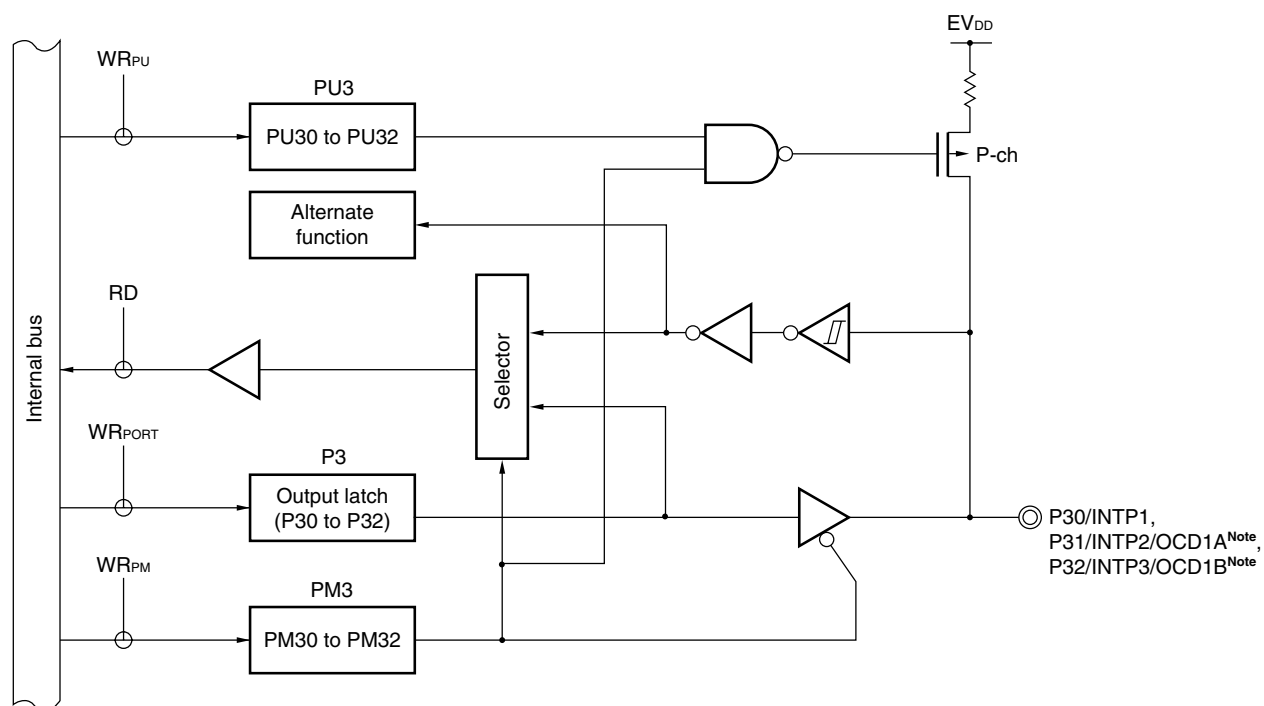 EVDD
WRPU
PU3
PU30 to PU32
P-ch
Alternate
function
RD
Selector
Internal bus
WRPORT
P3
Output latch
(P30 to P32)
P30/INTP1,
P31/INTP2/OCD1ANote,
P32/INTP3/OCD1BNote
WRPM
PM3
PM30 to PM32